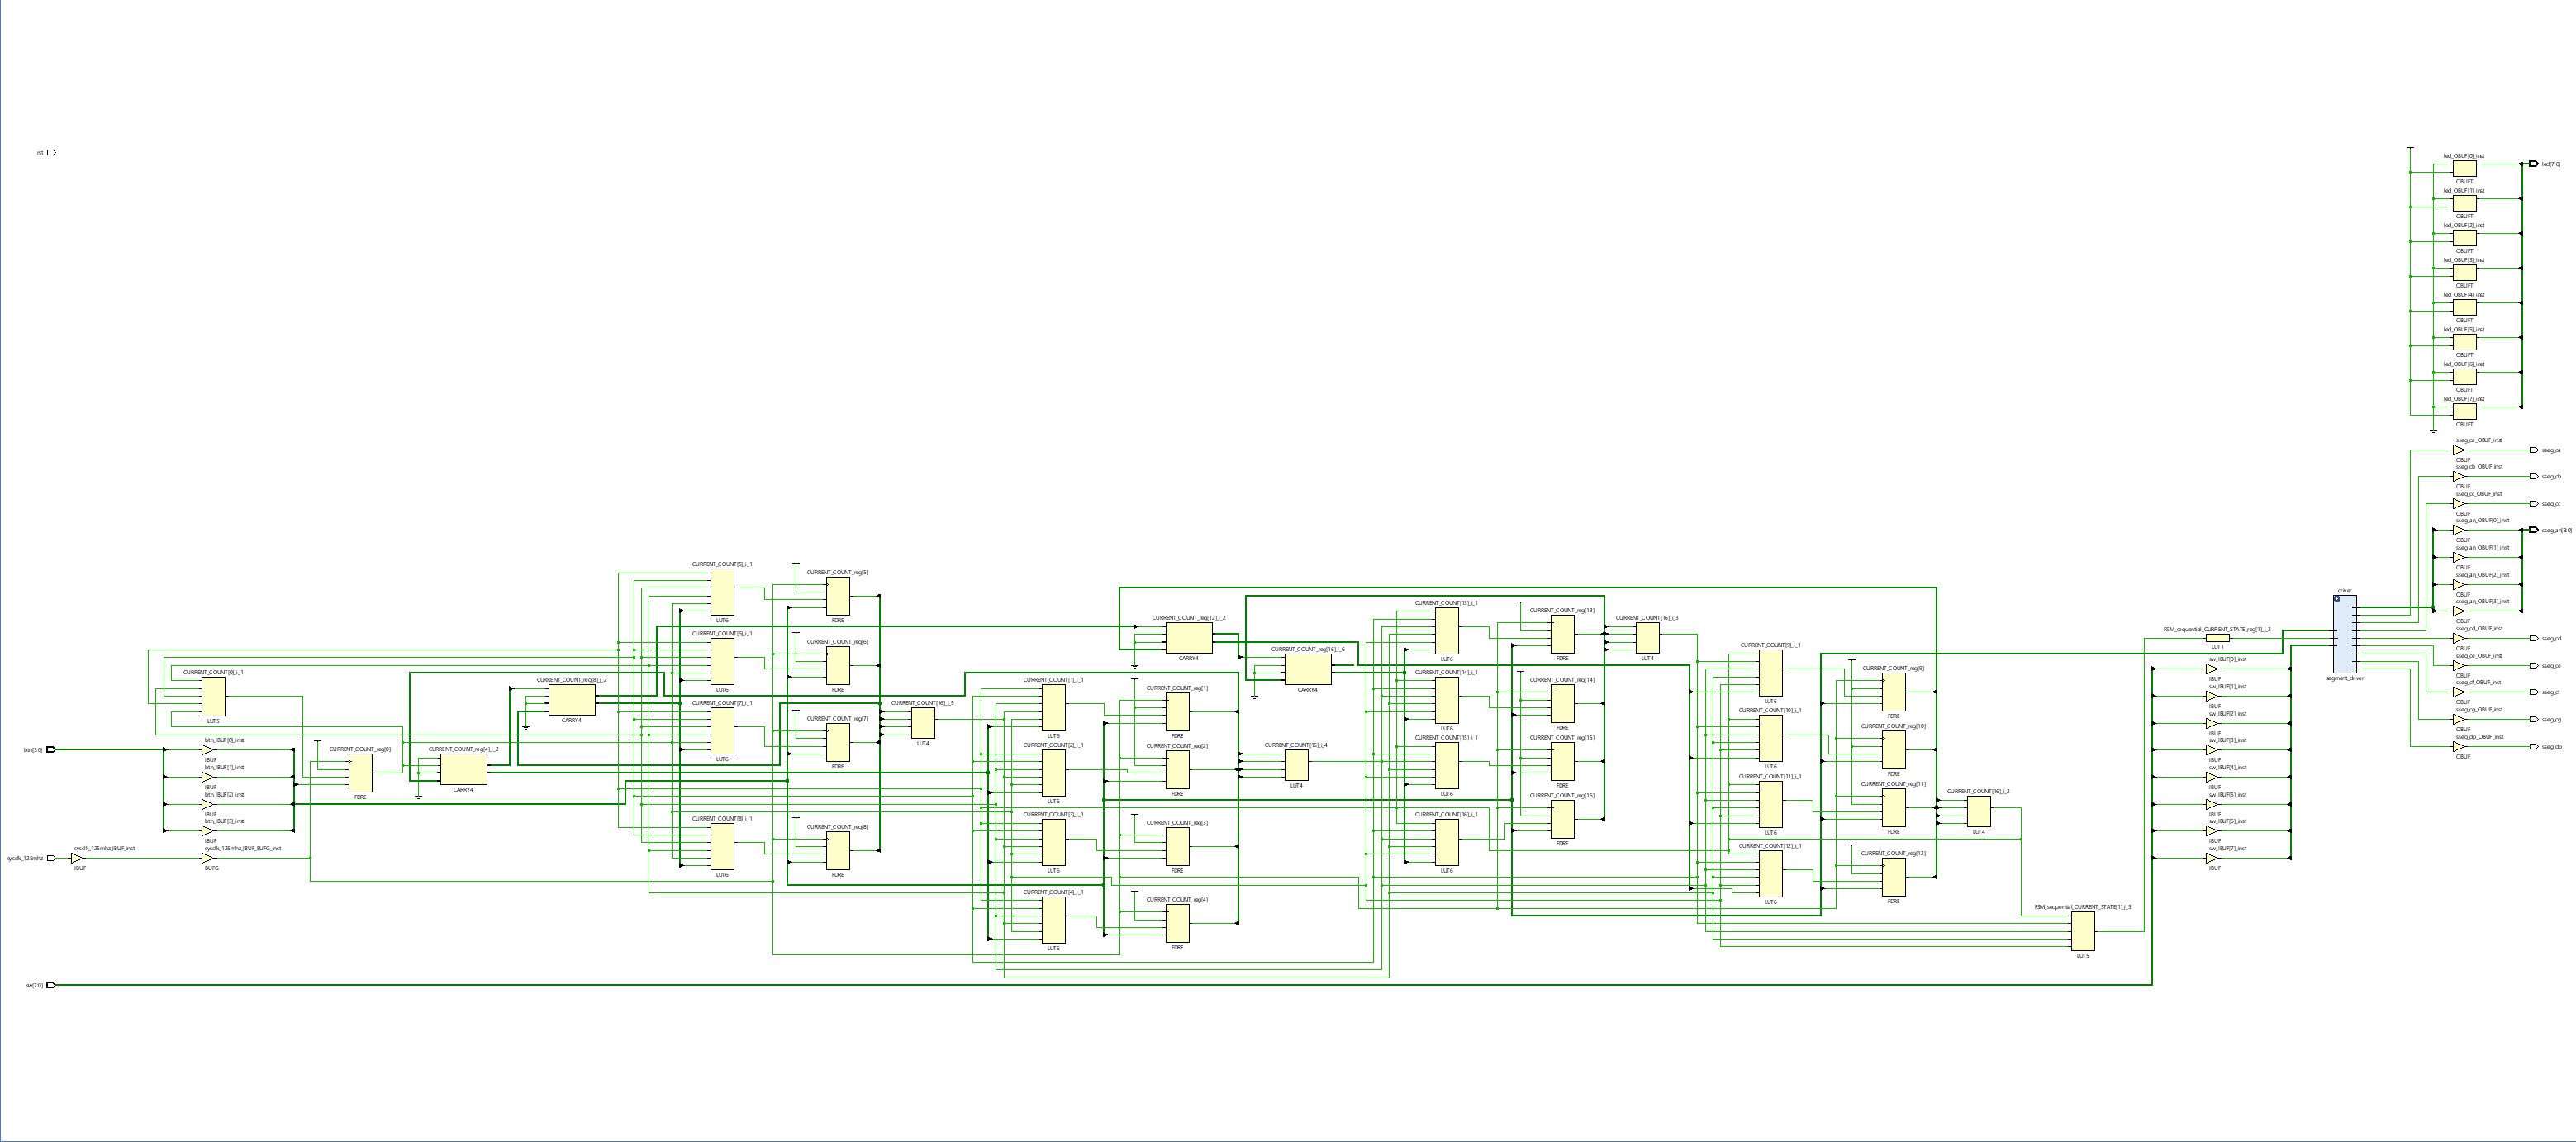 rst
led_OBUF[0]_inst
led[7:0]
OBUFT
led_OBUF[1]_inst
OBUFT
led_OBUF[2]_inst
OBUFT
led_OBUF[3]_inst
OBUFT
led_OBUF[4]_inst
OBUFT
led_OBUF[5]_inst
OBUFT
led_OBUF[6]_inst
OBUFT
led_OBUF[7]_inst
OBUFT
sseg_ca_OBUF_inst
sseg_ca
OBUF
sseg_cb_OBUF_inst
sseg_cb
OBUF
sseg_cc_OBUF_inst
sseg_cc
OBUF
sseg_an_OBUF[0]_inst
sseg_an[3:0]
OBUF
sseg_an_OBUF[1]_inst
OBUF
sseg_an_OBUF[2]_inst
OBUF
sseg_an_OBUF[3]_inst
OBUF
sseg_cd_OBUF_inst
sseg_cd
OBUF
sseg_ce_OBUF_inst
sseg_ce
OBUF
sseg_cf_OBUF_inst
sseg_cf
OBUF
sseg_cg_OBUF_inst
sseg_cg
OBUF
sseg_dp_OBUF_inst
sseg_dp
OBUF
driver
segment_driver
FSM_sequential_CURRENT_STATE_reg[1]_i_2
LUT1
sw_IBUF[0]_inst
IBUF
sw_IBUF[1]_inst
IBUF
sw_IBUF[2]_inst
IBUF
sw_IBUF[3]_inst
IBUF
sw_IBUF[4]_inst
IBUF
sw_IBUF[5]_inst
IBUF
sw_IBUF[6]_inst
IBUF
sw_IBUF[7]_inst
IBUF
CURRENT_COUNT[0]_i_1
LUT5
btn[3:0]
btn_IBUF[0]_inst
IBUF
btn_IBUF[1]_inst
IBUF
btn_IBUF[2]_inst
IBUF
btn_IBUF[3]_inst
IBUF
sysclk_125mhz
sysclk_125mhz_IBUF_inst
IBUF
sysclk_125mhz_IBUF_BUFG_inst
BUFG
sw[7:0]
CURRENT_COUNT_reg[0]
FDRE
CURRENT_COUNT_reg[4]_i_2
CARRY4
CURRENT_COUNT_reg[8]_i_2
CARRY4
CURRENT_COUNT[5]_i_1
LUT6
CURRENT_COUNT[6]_i_1
LUT6
CURRENT_COUNT[7]_i_1
LUT6
CURRENT_COUNT[8]_i_1
LUT6
CURRENT_COUNT_reg[5]
FDRE
CURRENT_COUNT_reg[6]
FDRE
CURRENT_COUNT_reg[7]
FDRE
CURRENT_COUNT_reg[8]
FDRE
CURRENT_COUNT[16]_i_5
LUT4
CURRENT_COUNT[1]_i_1
LUT6
CURRENT_COUNT[2]_i_1
LUT6
CURRENT_COUNT[3]_i_1
LUT6
CURRENT_COUNT[4]_i_1
LUT6
CURRENT_COUNT_reg[12]_i_2
CARRY4
CURRENT_COUNT_reg[1]
FDRE
CURRENT_COUNT_reg[2]
FDRE
CURRENT_COUNT_reg[3]
FDRE
CURRENT_COUNT_reg[4]
FDRE
CURRENT_COUNT_reg[16]_i_6
CARRY4
CURRENT_COUNT[16]_i_4
LUT4
CURRENT_COUNT[13]_i_1
LUT6
CURRENT_COUNT[14]_i_1
LUT6
CURRENT_COUNT[15]_i_1
LUT6
CURRENT_COUNT[16]_i_1
LUT6
CURRENT_COUNT_reg[13]
FDRE
CURRENT_COUNT_reg[14]
FDRE
CURRENT_COUNT_reg[15]
FDRE
CURRENT_COUNT_reg[16]
FDRE
CURRENT_COUNT[16]_i_3
LUT4
CURRENT_COUNT[9]_i_1
LUT6
CURRENT_COUNT[10]_i_1
LUT6
CURRENT_COUNT[11]_i_1
LUT6
CURRENT_COUNT[12]_i_1
LUT6
CURRENT_COUNT_reg[9]
FDRE
CURRENT_COUNT_reg[10]
FDRE
CURRENT_COUNT_reg[11]
FDRE
CURRENT_COUNT_reg[12]
FDRE
CURRENT_COUNT[16]_i_2
LUT4
FSM_sequential_CURRENT_STATE[1]_i_3
LUT5